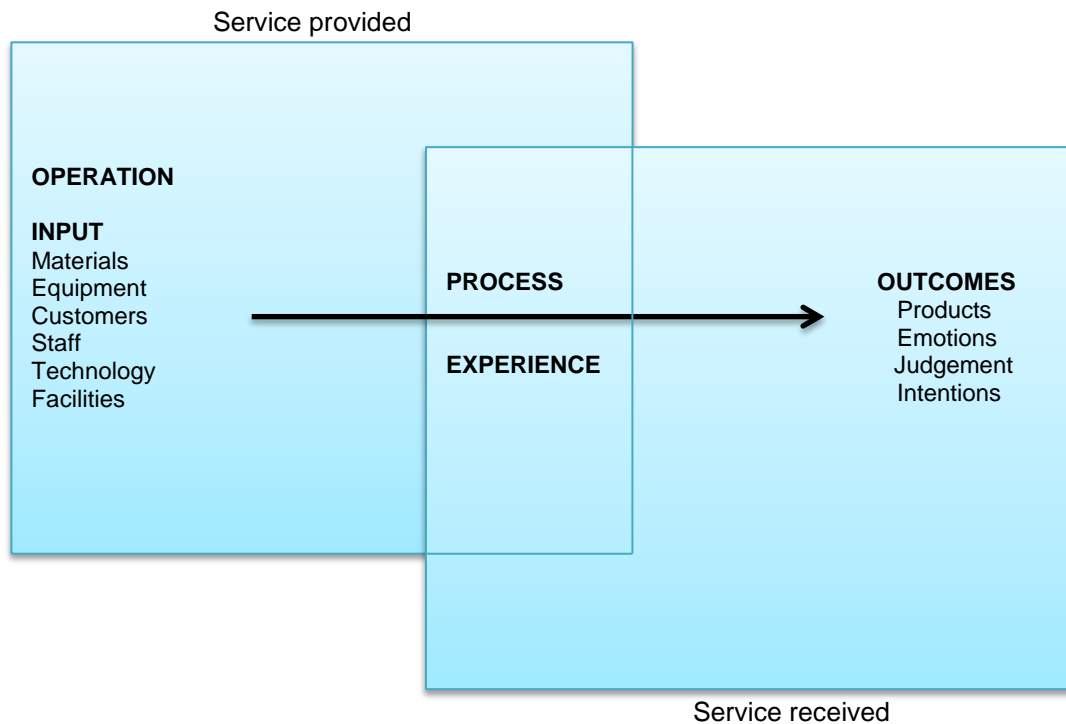 Service provided
OPERATION
INPUT
Materials
Equipment
Customers
Staff
Technology
Facilities
PROCESS
EXPERIENCE
OUTCOMES
Products
Emotions
Judgement
Intentions
Service received